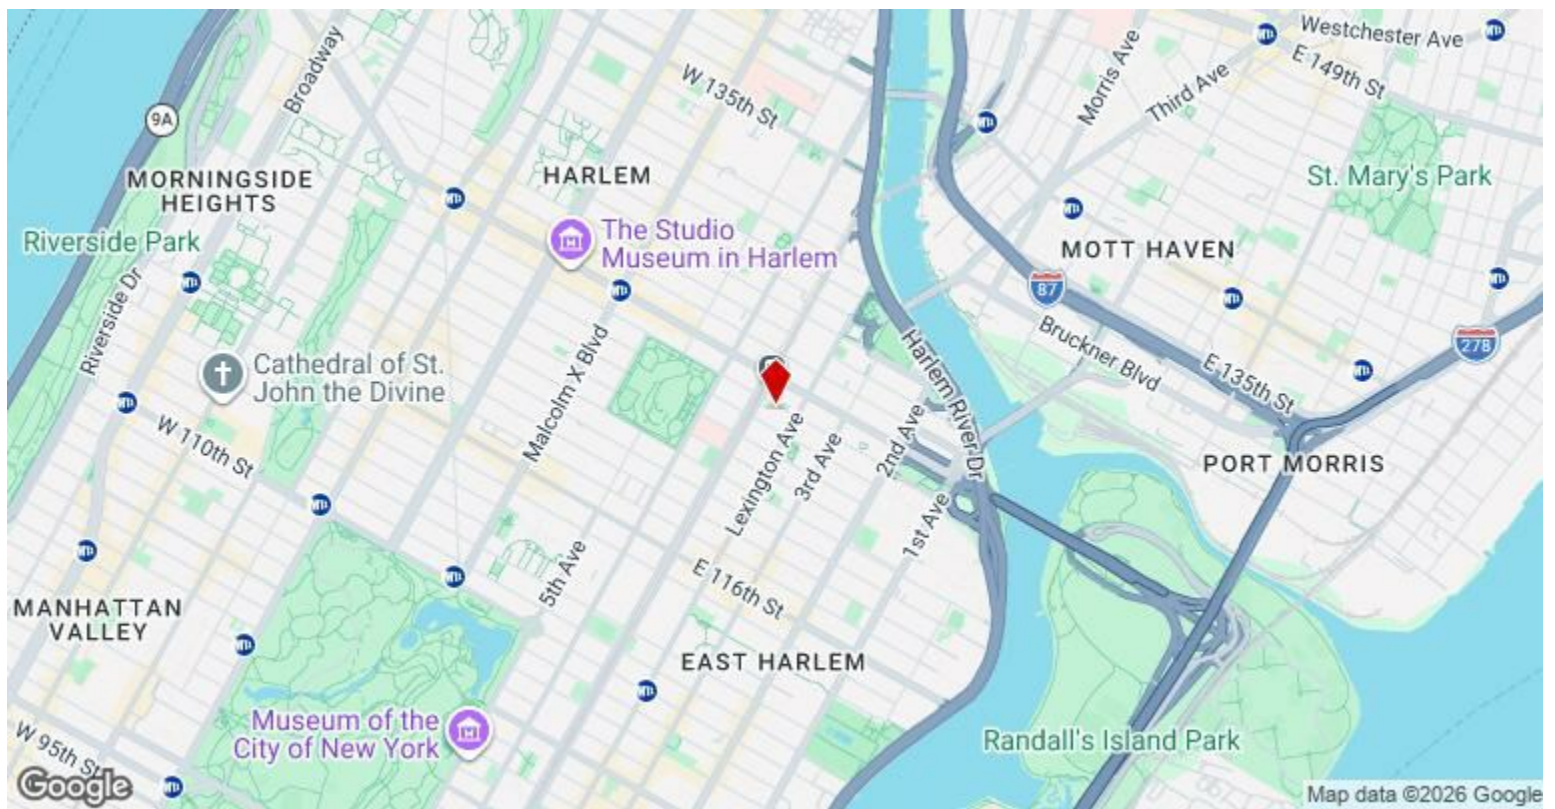 Westchester Ave
E 149th St
Morris Ave
Third Ave
Broadway
W 135th St
9A
MORNINGSIDE
HEIGHTS
HARLEM
St. Mary's Park
Riverside Park
The Studio
Museum in Harlem
MOTT HAVEN
87
Riverside Dr
Malcolm X Blvd
Harlem River Dr
Bruckner Blvd
278
E 135th St
Cathedral of St.
John the Divine
W 110th St
Lexington Ave
3rd Ave
2nd Ave
1st Ave
PORT MORRIS
5th Ave
E 116th St
MANHATTAN
VALLEY
EAST HARLEM
Museum of the
City of New York
W 95th St
Randall's Island Park
Google
Map data ©2026 Google